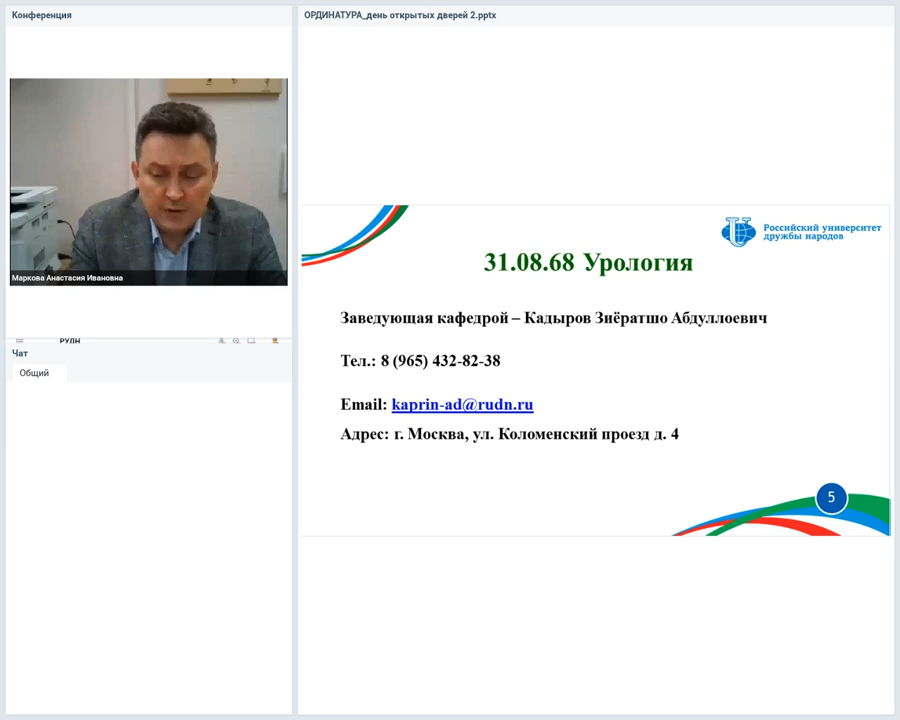 Конференция
ОРДИНАТУРА_день открытых дверей 2.pptx
Маркова Анастасия Ивановна
РУДН
Чат
Общий
Российский университет
дружбы народов
31.08.68 Урология
Заведующая кафедрой – Кадыров Зиёратшо Абдуллоевич
Тел.: 8 (965) 432-82-38
Email: kaprin-ad@rudn.ru
Адрес: г. Москва, ул. Коломенский проезд д. 4
5